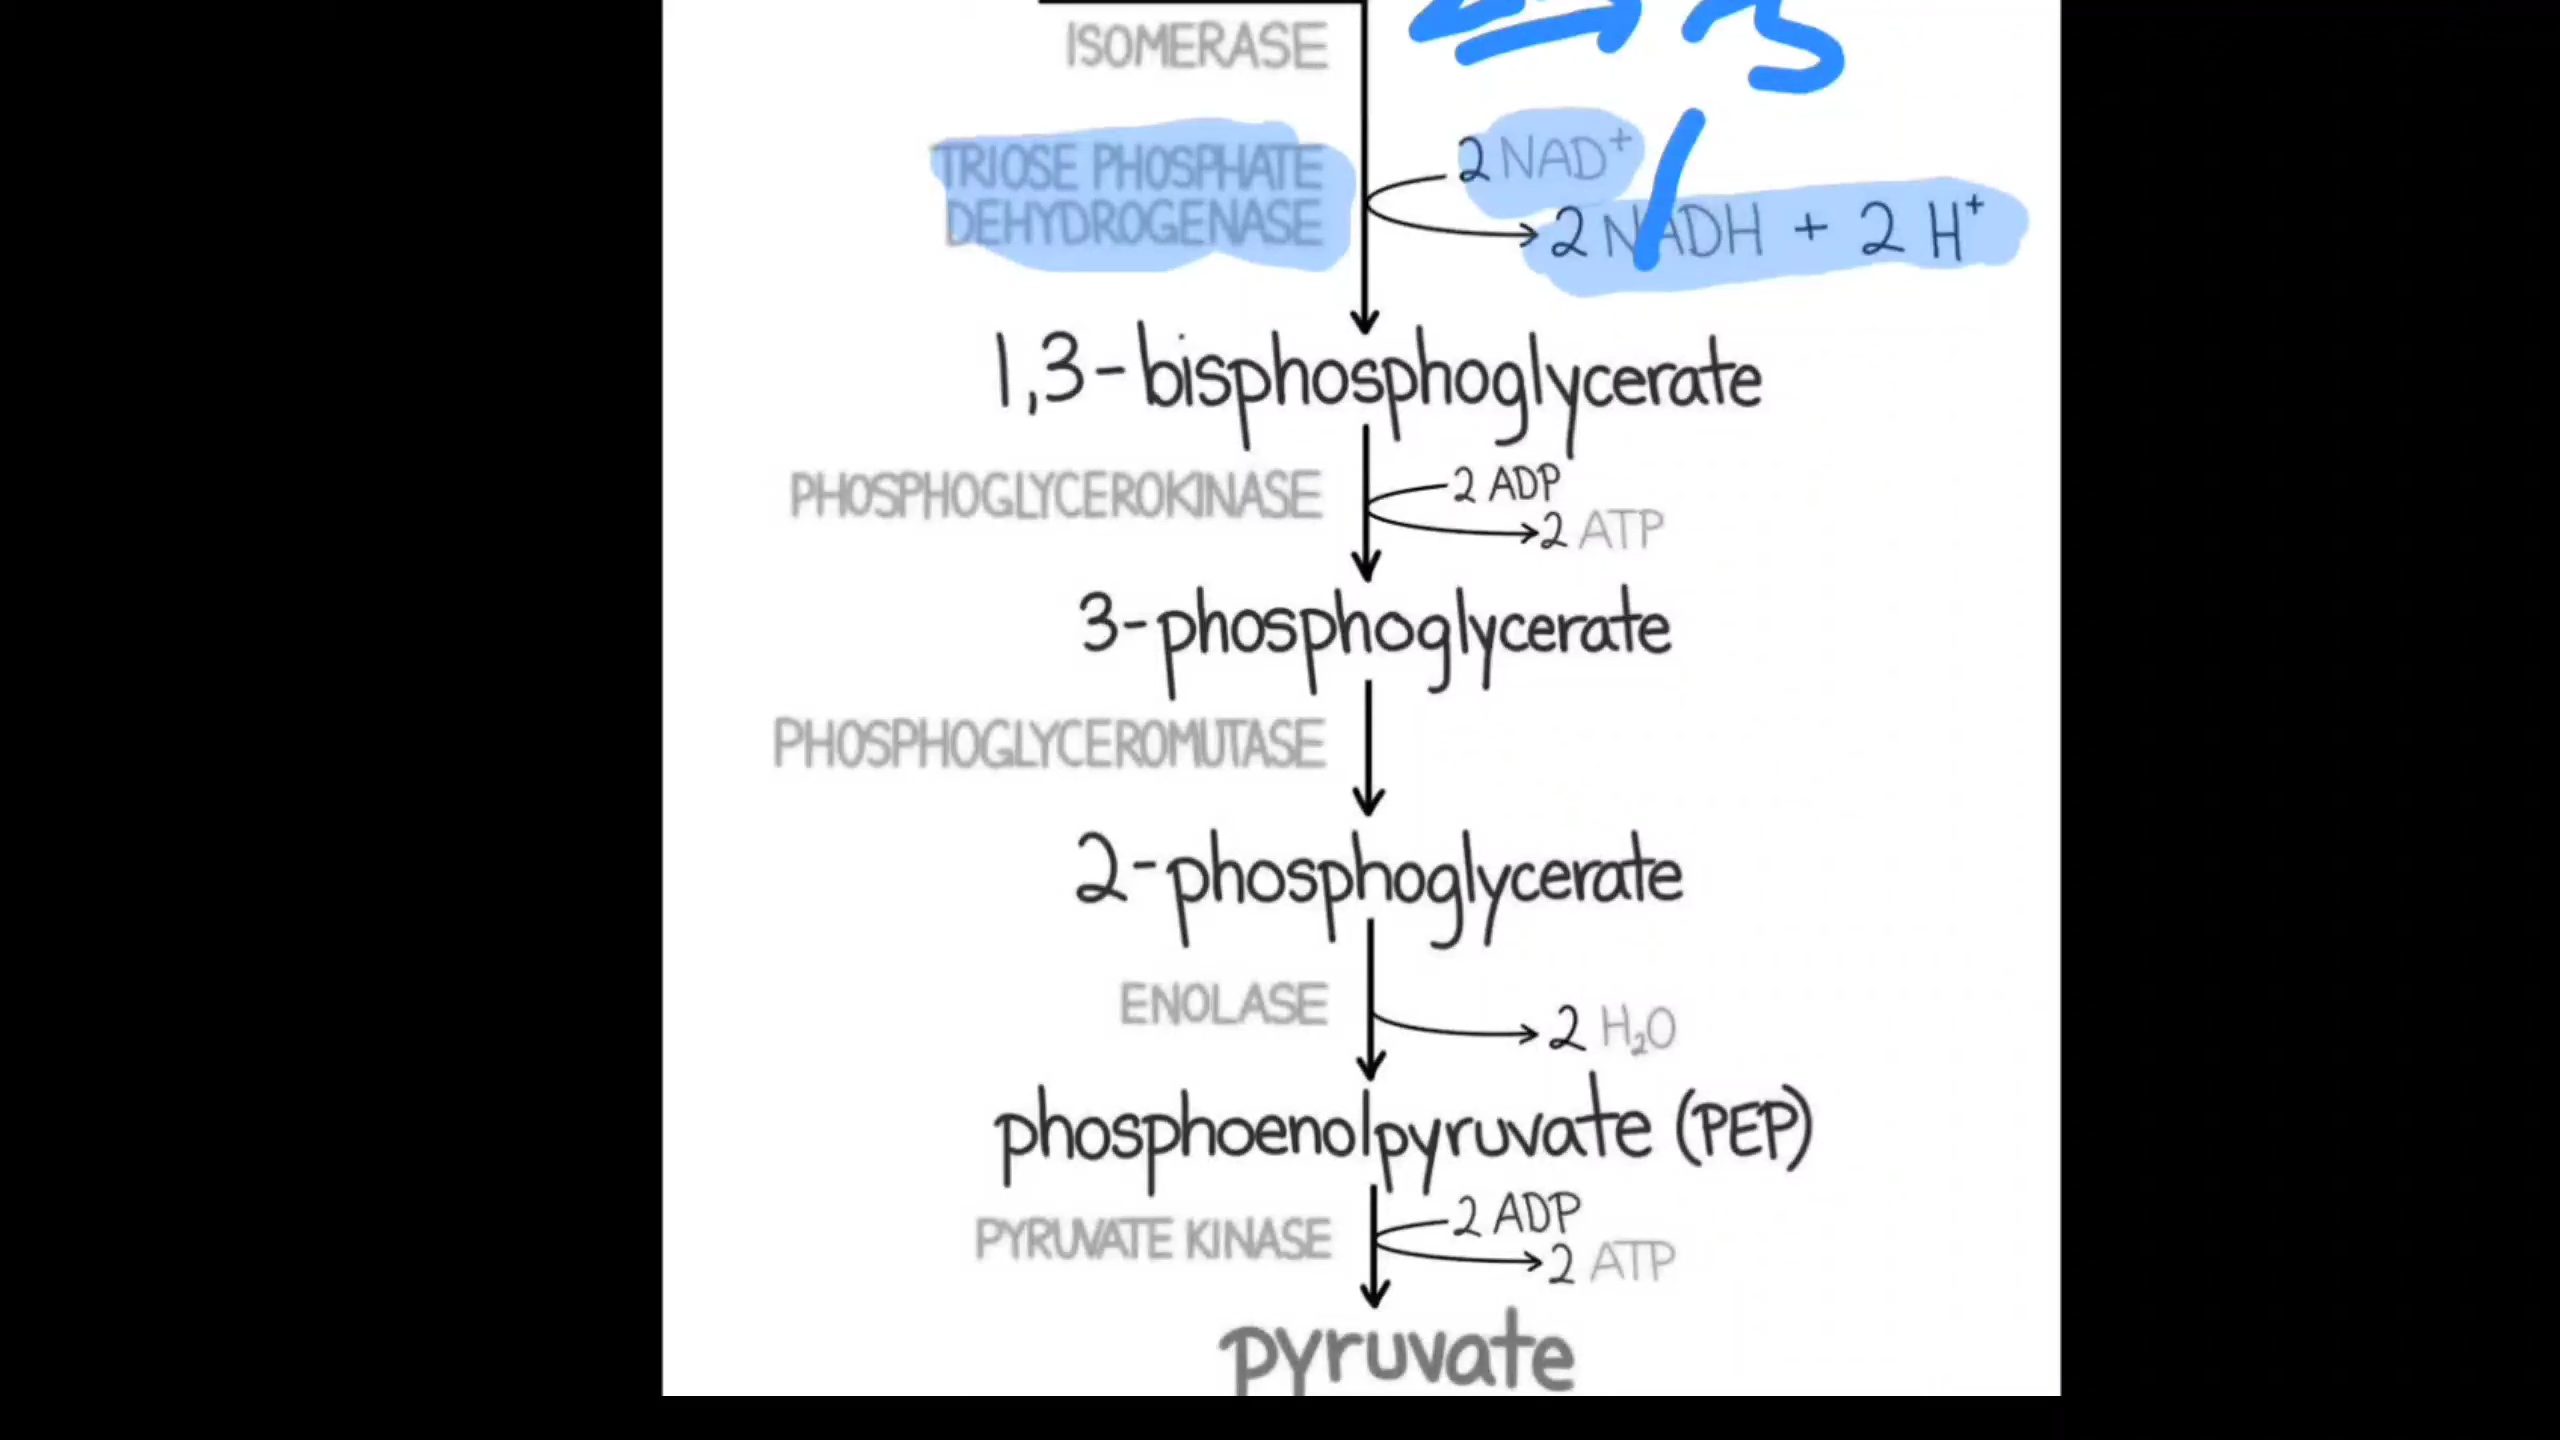 ISOMERASE
TRIOSE PHOSPHATE
DEHYDROGENASE
2 NAD⁺
2 NADH + 2 H⁺
1,3-bisphosphoglycerate
PHOSPHOGLYCEROKINASE
2 ADP
2 ATP
3-phosphoglycerate
PHOSPHOGLYCEROMUTASE
2-phosphoglycerate
ENOLASE
2 H₂O
phosphoenolpyruvate (PEP)
PYRUVATE KINASE
2 ADP
2 ATP
pyruvate